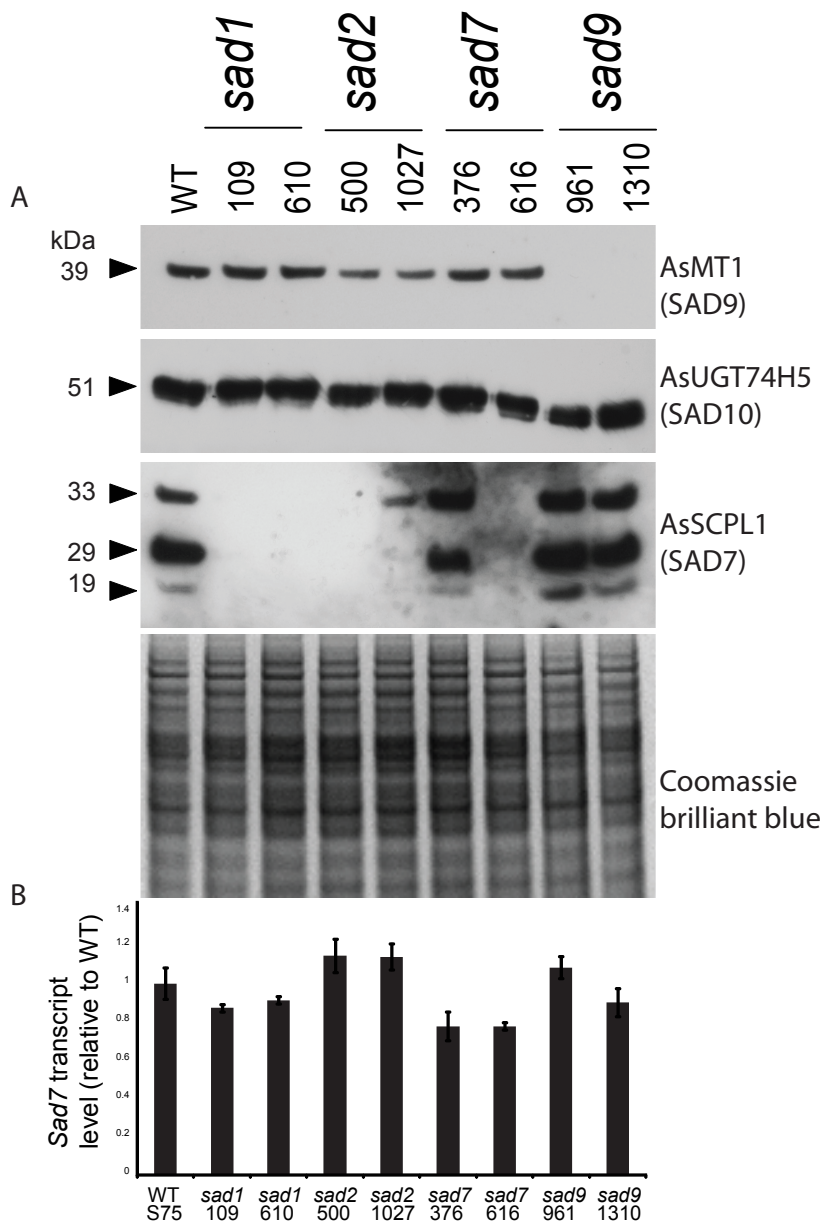 sad1 sad2 sad7 sad9
WT 109 610 500 1027 376 616 961 1310
A
kDa
39
AsMT1
(SAD9)
51
AsUGT74H5
(SAD10)
33
29
19
AsSCPL1
(SAD7)
Coomassie
brilliant blue
B
Sad7 transcript
level (relative to WT)
1.4
1.2
1
0.8
0.6
0.4
0.2
0
WT sad1 sad1 sad2 sad2 sad7 sad7 sad9 sad9
S75 109 610 500 1027 376 616 961 1310